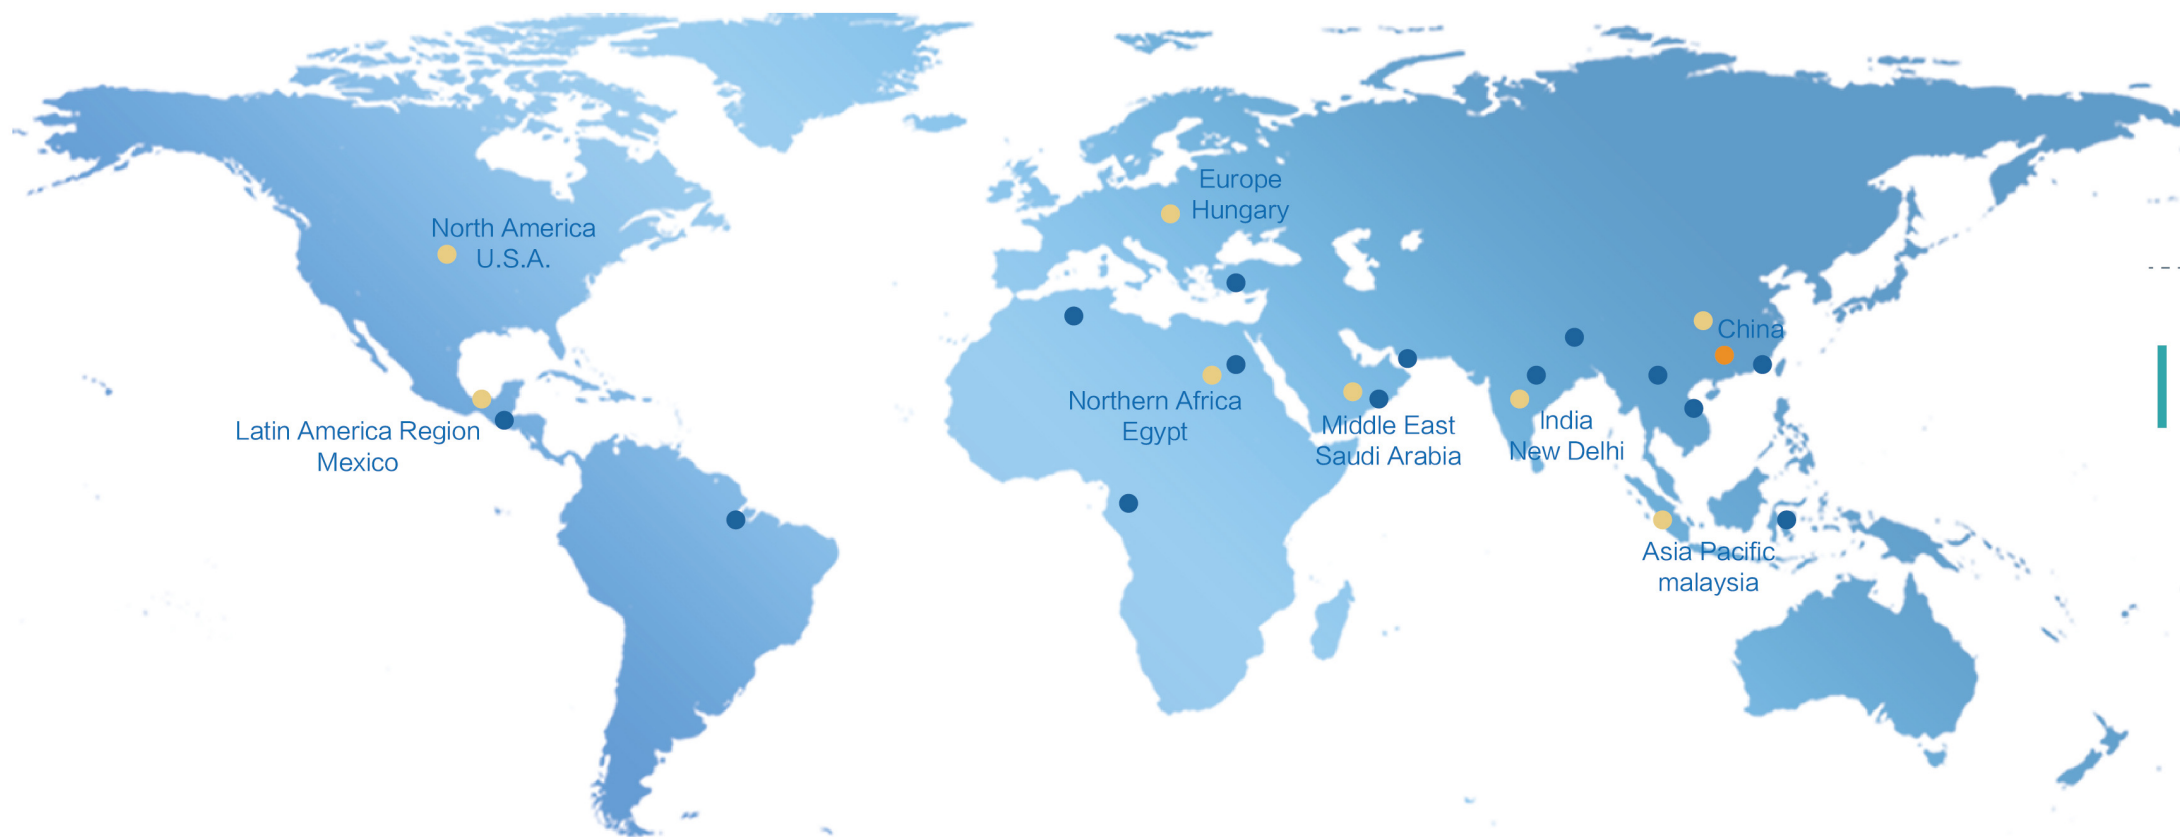 Europe
Hungary
North America
U.S.A.
China
Northern Africa
Egypt
Latin America Region
Mexico
Middle East
Saudi Arabia
India
New Delhi
Asia Pacific
malaysia